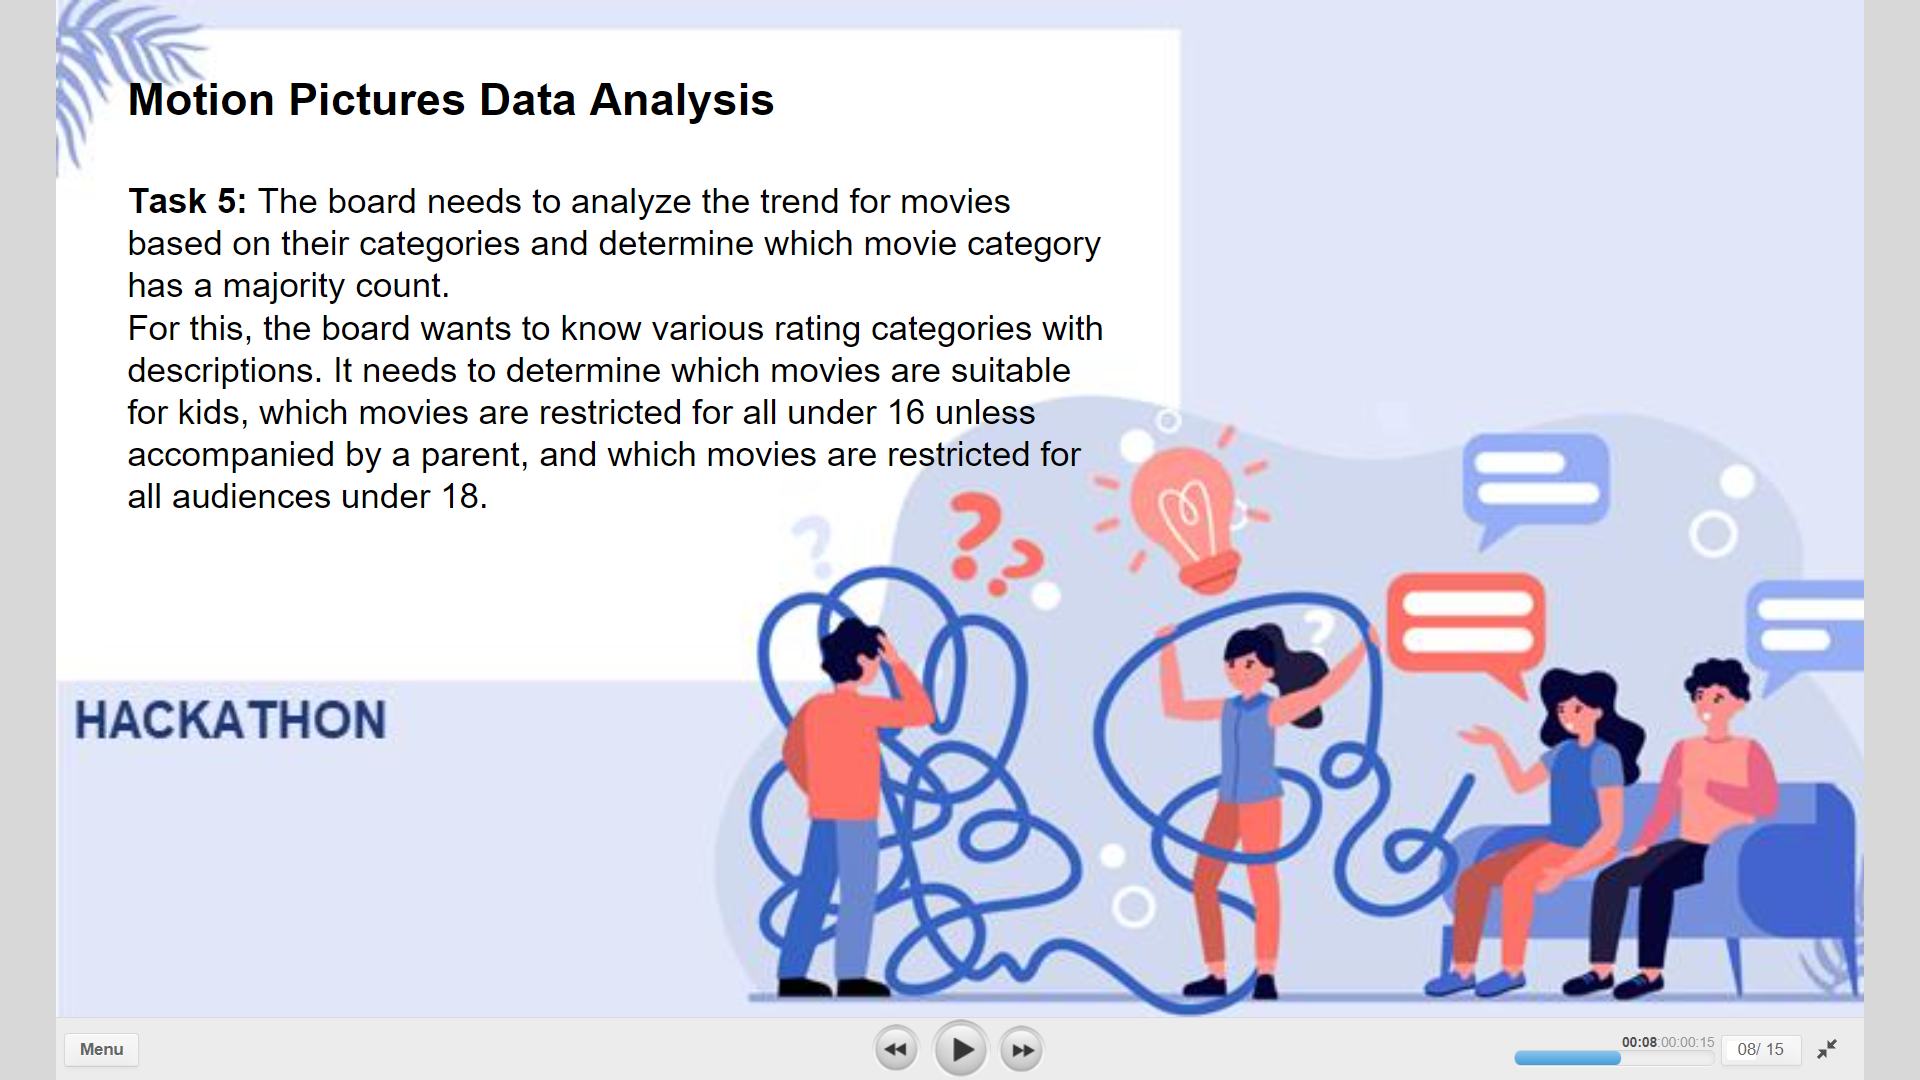 Motion Pictures Data Analysis
Task 5: The board needs to analyze the trend for movies
based on their categories and determine which movie category
has a majority count.
For this, the board wants to know various rating categories with
descriptions. It needs to determine which movies are suitable
for kids, which movies are restricted for all under 16 unless
accompanied by a parent, and which movies are restricted for
all audiences under 18.
? ? ? ?
HACKATHON
Menu
00:08:00:00:15
08/ 15